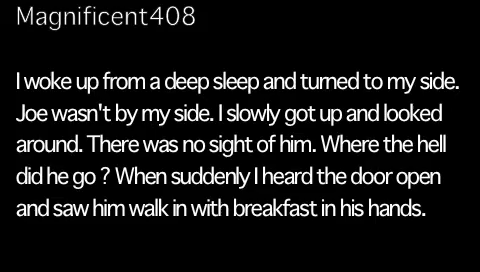 Magnificent408
I woke up from a deep sleep and turned to my side.
Joe wasn't by my side. I slowly got up and looked
around. There was no sight of him. Where the hell
did he go ? When suddenly I heard the door open
and saw him walk in with breakfast in his hands.